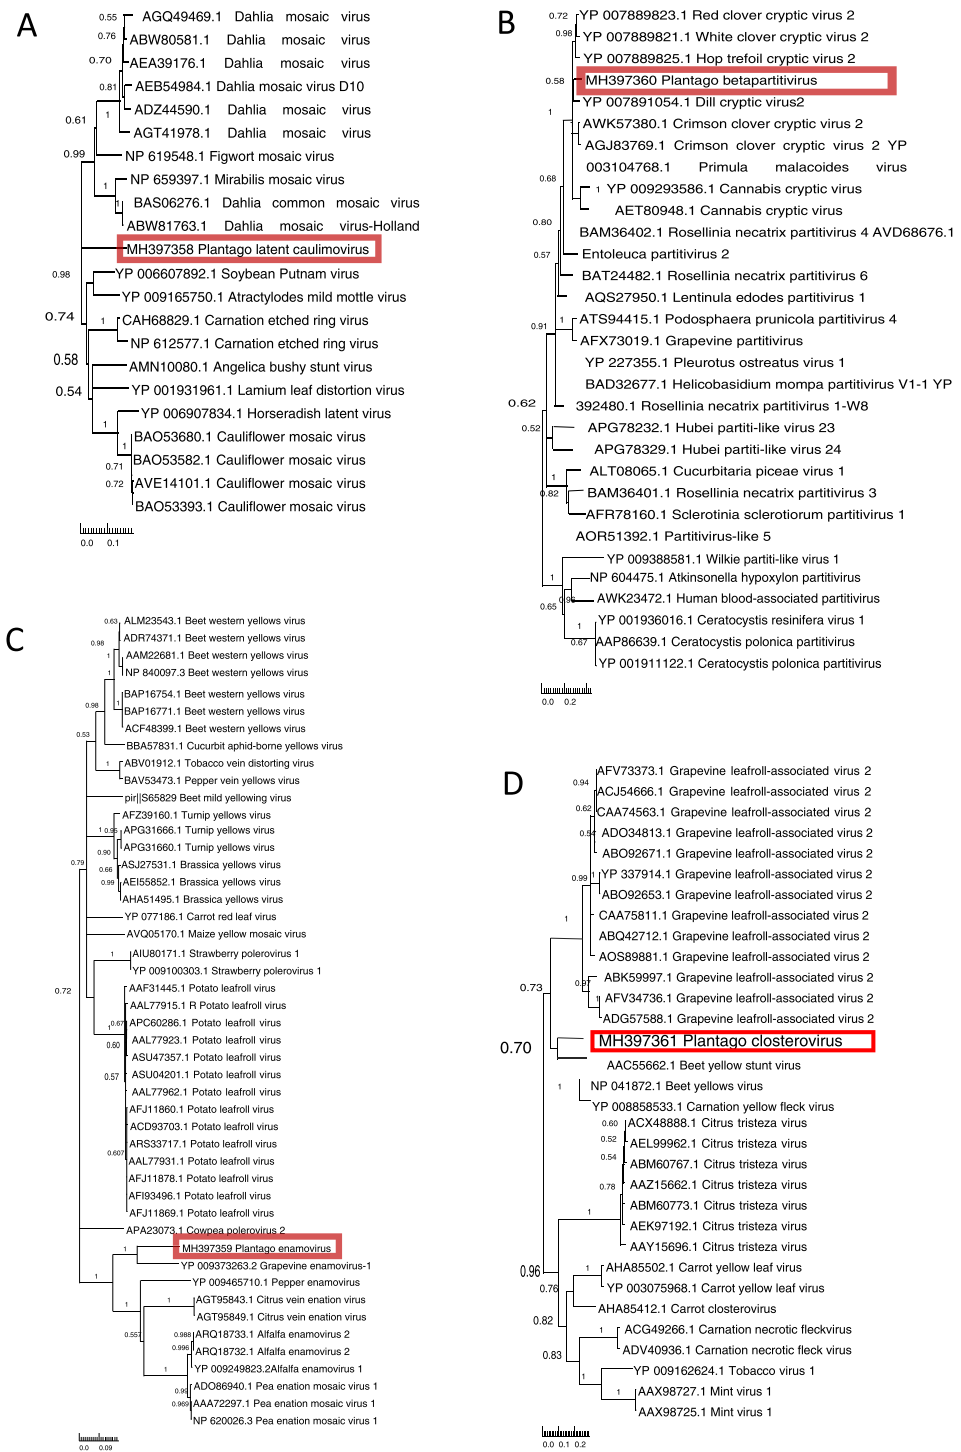 A
0.55
AGQ49469.1 Dahlia mosaic virus
0.76
ABW80581.1 Dahlia mosaic virus
0.70
AEA39176.1 Dahlia mosaic virus
0.81
AEB54984.1 Dahlia mosaic virus D10
ADZ44590.1 Dahlia mosaic virus
0.61
AGT41978.1 Dahlia mosaic virus
0.99
NP 619548.1 Figwort mosaic virus
NP 659397.1 Mirabilis mosaic virus
1
BAS06276.1 Dahlia common mosaic virus
1
ABW81763.1 Dahlia mosaic virus-Holland
MH397358 Plantago latent caulimovirus
0.98
YP 006607892.1 Soybean Putnam virus
YP 009165750.1 Atractylodes mild mottle virus
0.74
CAH68829.1 Carnation etched ring virus
1
NP 612577.1 Carnation etched ring virus
0.58
AMN10080.1 Angelica bushy stunt virus
0.54
YP 001931961.1 Lamium leaf distortion virus
YP 006907834.1 Horseradish latent virus
1
BAO53680.1 Cauliflower mosaic virus
1
BAO53582.1 Cauliflower mosaic virus
0.71
AVE14101.1 Cauliflower mosaic virus
0.72
BAO53393.1 Cauliflower mosaic virus
0.0 0.1
B
0.72
YP 007889823.1 Red clover cryptic virus 2
0.98
YP 007889821.1 White clover cryptic virus 2
YP 007889825.1 Hop trefoil cryptic virus 2
0.58
MH397360 Plantago betapartitivirus
YP 007891054.1 Dill cryptic virus2
1
AWK57380.1 Crimson clover cryptic virus 2
AGJ83769.1 Crimson clover cryptic virus 2 YP
003104768.1 Primula malacoides virus
0.68
1 YP 009293586.1 Cannabis cryptic virus
AET80948.1 Cannabis cryptic virus
0.80
BAM36402.1 Rosellinia necatrix partitivirus 4 AVD68676.1
0.57
Entoleuca partitivirus 2
BAT24482.1 Rosellinia necatrix partitivirus 6
AQS27950.1 Lentinula edodes partitivirus 1
0.91
ATS94415.1 Podosphaera prunicola partitivirus 4
1
AFX73019.1 Grapevine partitivirus
YP 227355.1 Pleurotus ostreatus virus 1
BAD32677.1 Helicobasidium mompa partitivirus V1-1 YP
0.62
392480.1 Rosellinia necatrix partitivirus 1-W8
0.52
APG78232.1 Hubei partiti-like virus 23
APG78329.1 Hubei partiti-like virus 24
1
ALT08065.1 Cucurbitaria piceae virus 1
0.82
BAM36401.1 Rosellinia necatrix partitivirus 3
AFR78160.1 Sclerotinia sclerotiorum partitivirus 1
AOR51392.1 Partitivirus-like 5
YP 009388581.1 Wilkie partiti-like virus 1
1
NP 604475.1 Atkinsonella hypoxylon partitivirus
0.96
AWK23472.1 Human blood-associated partitivirus
0.65
YP 001936016.1 Ceratocystis resinifera virus 1
1
0.67
AAP86639.1 Ceratocystis polonica partitivirus
YP 001911122.1 Ceratocystis polonica partitivirus
0.0 0.2
C
0.63
ALM23543.1 Beet western yellows virus
ADR74371.1 Beet western yellows virus
0.98
1
AAM22681.1 Beet western yellows virus
1
NP 840097.3 Beet western yellows virus
BAP16754.1 Beet western yellows virus
0.98
1
BAP16771.1 Beet western yellows virus
ACF48399.1 Beet western yellows virus
0.53
BBA57831.1 Cucurbit aphid-borne yellows virus
ABV01912.1 Tobacco vein distorting virus
1
BAV53473.1 Pepper vein yellows virus
pir||S65829 Beet mild yellowing virus
AFZ39160.1 Turnip yellows virus
1 0.95
APG31666.1 Turnip yellows virus
0.90
APG31660.1 Turnip yellows virus
0.79
0.66
ASJ27531.1 Brassica yellows virus
0.99
AEI55852.1 Brassica yellows virus
AHA51495.1 Brassica yellows virus
YP 077186.1 Carrot red leaf virus
AVQ05170.1 Maize yellow mosaic virus
AIU80171.1 Strawberry polerovirus 1
1
YP 009100303.1 Strawberry polerovirus 1
0.72
AAF31445.1 Potato leafroll virus
AAL77915.1 R Potato leafroll virus
0.67
APC60286.1 Potato leafroll virus
1
AAL77923.1 Potato leafroll virus
0.60
ASU47357.1 Potato leafroll virus
0.57
ASU04201.1 Potato leafroll virus
AAL77962.1 Potato leafroll virus
AFJ11860.1 Potato leafroll virus
ACD93703.1 Potato leafroll virus
ARS33717.1 Potato leafroll virus
0.607
AAL77931.1 Potato leafroll virus
AFJ11878.1 Potato leafroll virus
AFI93496.1 Potato leafroll virus
AFJ11869.1 Potato leafroll virus
APA23073.1 Cowpea polerovirus 2
MH397359 Plantago enamovirus
1
YP 009373263.2 Grapevine enamovirus-1
1
YP 009465710.1 Pepper enamovirus
AGT95843.1 Citrus vein enation virus
1
1
AGT95849.1 Citrus vein enation virus
0.557
0.988
ARQ18733.1 Alfalfa enamovirus 2
0.996
ARQ18732.1 Alfalfa enamovirus 2
1
YP 009249823.2Alfalfa enamovirus 1
0.99
ADO86940.1 Pea enation mosaic virus 1
0.969
AAA72297.1 Pea enation mosaic virus 1
NP 620026.3 Pea enation mosaic virus 1
0.0 0.09
D
AFV73373.1 Grapevine leafroll-associated virus 2
0.94
ACJ54666.1 Grapevine leafroll-associated virus 2
0.62
CAA74563.1 Grapevine leafroll-associated virus 2
0.54
ADO34813.1 Grapevine leafroll-associated virus 2
ABO92671.1 Grapevine leafroll-associated virus 2
0.99
1
YP 337914.1 Grapevine leafroll-associated virus 2
ABO92653.1 Grapevine leafroll-associated virus 2
1
CAA75811.1 Grapevine leafroll-associated virus 2
ABQ42712.1 Grapevine leafroll-associated virus 2
AOS89881.1 Grapevine leafroll-associated virus 2
0.97
ABK59997.1 Grapevine leafroll-associated virus 2
0.73
1
AFV34736.1 Grapevine leafroll-associated virus 2
ADG57588.1 Grapevine leafroll-associated virus 2
0.70
MH397361 Plantago closterovirus
AAC55662.1 Beet yellow stunt virus
1
NP 041872.1 Beet yellows virus
YP 008858533.1 Carnation yellow fleck virus
0.60
ACX48888.1 Citrus tristeza virus
0.52
AEL99962.1 Citrus tristeza virus
0.54
ABM60767.1 Citrus tristeza virus
0.78
AAZ15662.1 Citrus tristeza virus
ABM60773.1 Citrus tristeza virus
1
AEK97192.1 Citrus tristeza virus
AAY15696.1 Citrus tristeza virus
0.96
AHA85502.1 Carrot yellow leaf virus
1
0.76
YP 003075968.1 Carrot yellow leaf virus
AHA85412.1 Carrot closterovirus
0.82
ACG49266.1 Carnation necrotic fleckvirus
1
ADV40936.1 Carnation necrotic fleck virus
0.83
YP 009162624.1 Tobacco virus 1
1
AAX98727.1 Mint virus 1
1
AAX98725.1 Mint virus 1
0.0 0.1 0.2